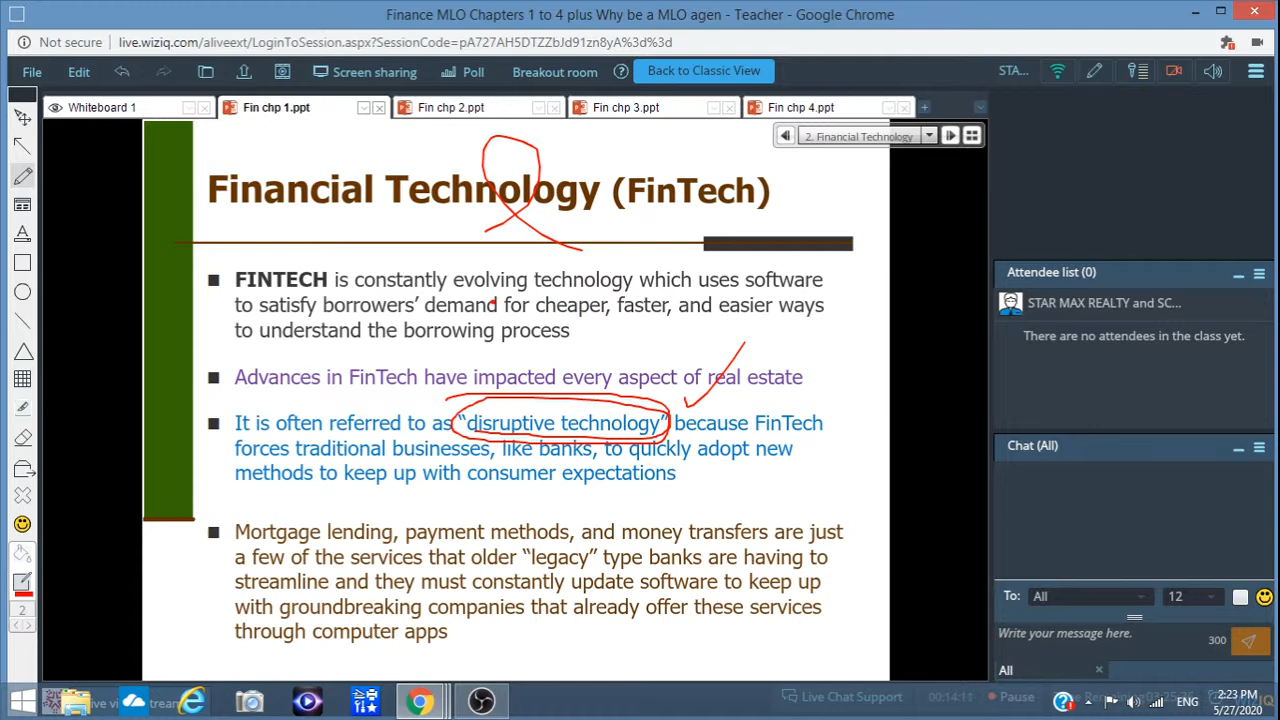 Finance MLO Chapters 1 to 4 plus Why be a MLO agen - Teacher - Google Chrome
Not secure | live.wiziq.com/aliveext/LoginToSession.aspx?SessionCode=pA727AH5DTZZbJd91zn8yA%3d%3d
File Edit Screen sharing Poll Breakout room ? Back to Classic View STA...
Whiteboard 1 Fin chp 1.ppt Fin chp 2.ppt Fin chp 3.ppt Fin chp 4.ppt
2. Financial Technology
Financial Technology (FinTech)
FINTECH is constantly evolving technology which uses software
to satisfy borrowers’ demand for cheaper, faster, and easier ways
to understand the borrowing process
Advances in FinTech have impacted every aspect of real estate
It is often referred to as “disruptive technology” because FinTech
forces traditional businesses, like banks, to quickly adopt new
methods to keep up with consumer expectations
Mortgage lending, payment methods, and money transfers are just
a few of the services that older “legacy” type banks are having to
streamline and they must constantly update software to keep up
with groundbreaking companies that already offer these services
through computer apps
2
Attendee list (0)
STAR MAX REALTY and SC...
There are no attendees in the class yet.
Chat (All)
To: All 12
Write your message here.
300
All
Live Chat Support 00:14:11 Pause
ENG
2:23 PM
5/27/2020